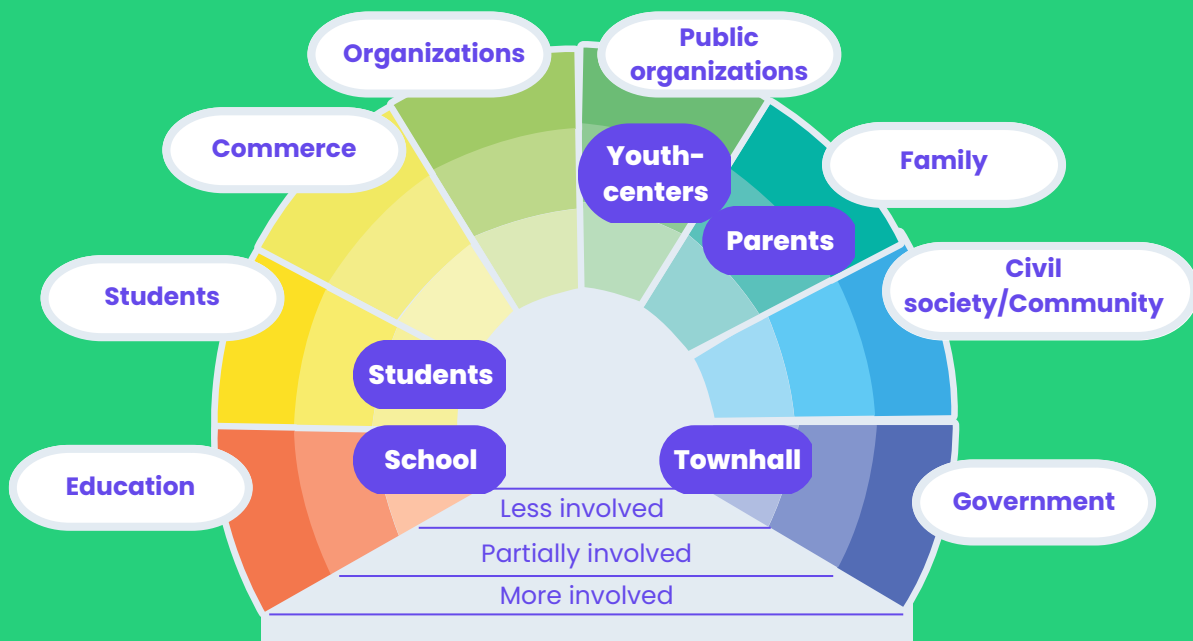 Organizations
Public
organizations
Commerce
Youth-
centers
Family
Parents
Students
Civil
society/Community
Students
Education
School
Townhall
Government
Less involved
Partially involved
More involved